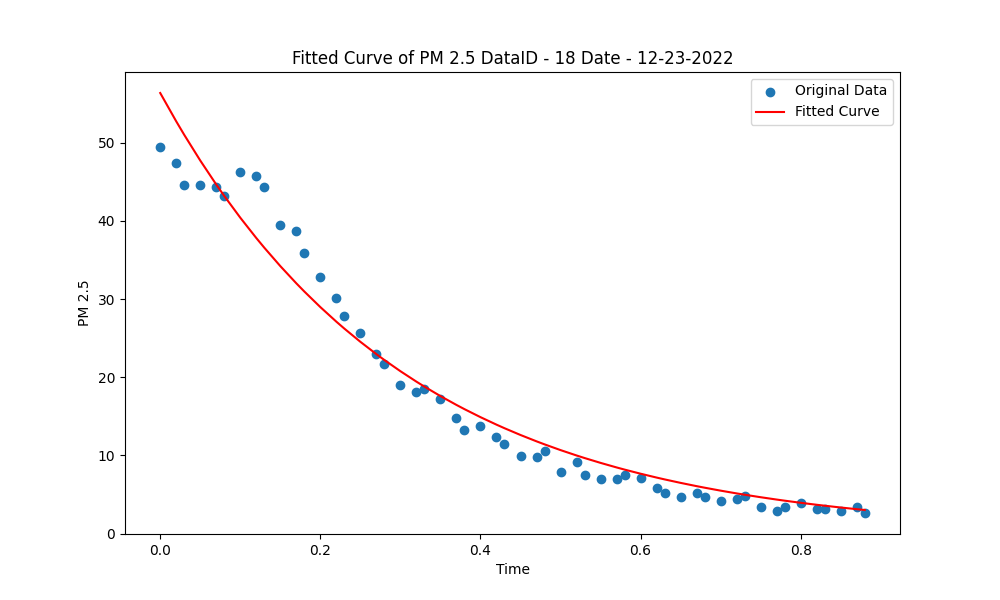 Fitted Curve of PM 2.5 DataID - 18 Date - 12-23-2022
Original Data
Fitted Curve
PM 2.5
50
40
30
20
10
0
0.0 0.2 0.4 0.6 0.8
Time